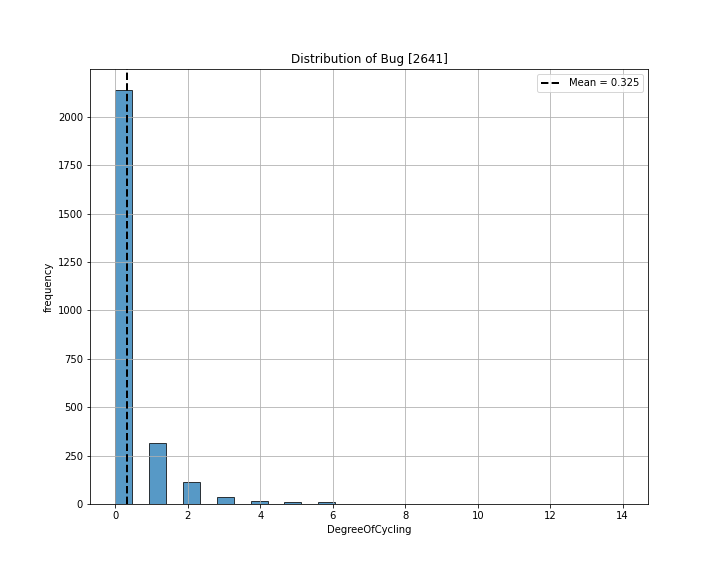 Distribution of Bug [2641]
Mean = 0.325
2000
1750
1500
1250
1000
750
500
250
0
frequency
0 2 4 6 8 10 12 14
DegreeOfCycling